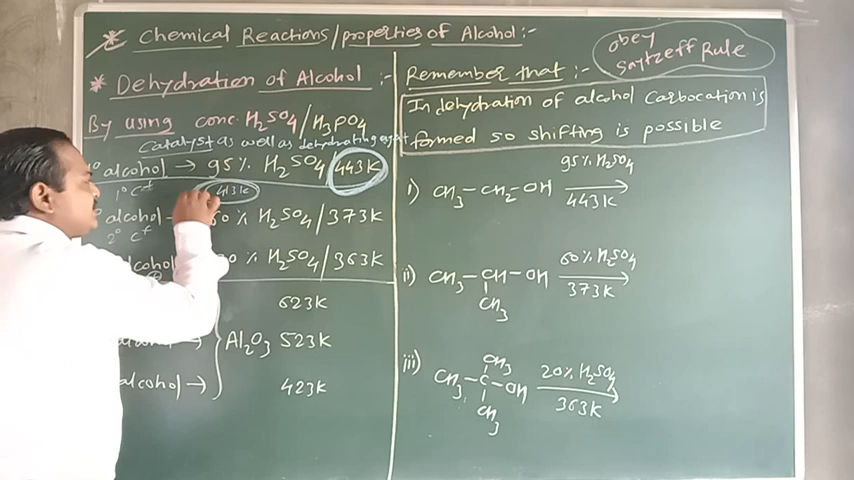 * Chemical Reactions/properties of Alcohol :-
obey
Saytzeff Rule
* Dehydration of Alcohol :-
By using conc. H2SO4/H3PO4
Catalyst as well as dehydrating agent
1° alcohol → 95% H2SO4/443K
1° C+
413K
alcohol 60% H2SO4/373K
2° C+
alcohol 0% H2SO4/363K
623K
→ Al2O3 523K
alcohol → 423K
Remember that :-
In dehydration of alcohol carbocation is
formed so shifting is possible
i) CH3-CH2-OH 95% H2SO4
443K
ii) CH3-CH-OH 60% H2SO4
CH3 373K
iii) CH3
CH3-C-OH 20% H2SO4
CH3 363K